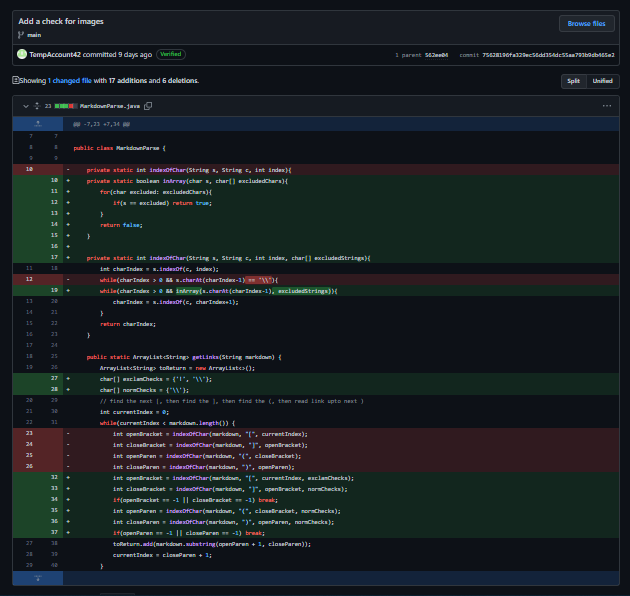 Add a check for images
Browse files
main
TempAccount42 committed 9 days ago Verified
1 parent 562ee04 commit
Showing 1 changed file with 17 additions and 6 deletions.
Split Unified
23 MarkdownParse.java
@@ -7,23 +7,34 @@
7 7
8 8 public class MarkdownParse {
9 9
10 - private static int indexOfChar(String s, String c, int index){
10 + private static boolean inArray(char s, char[] excludedChars){
11 + for(char excluded: excludedChars){
12 + if(s == excluded) return true;
13 + }
14 + return false;
15 + }
16 +
17 + private static int indexOfChar(String s, String c, int index, char[] excludedStrings){
11 18 int charIndex = s.indexOf(c, index);
12 - while(charIndex > 0 && s.charAt(charIndex-1) == '\\'){
19 + while(charIndex > 0 && inArray(s.charAt(charIndex-1), excludedStrings)){
13 20 charIndex = s.indexOf(c, charIndex+1);
14 21 }
15 22 return charIndex;
16 23 }
17 24
18 25 public static ArrayList<String> getLinks(String markdown) {
19 26 ArrayList<String> toReturn = new ArrayList<>();
27 + char[] exclamChecks = {'!', '\\'};
28 + char[] normChecks = {'\\'};
20 29 // find the next [, then find the ], then find the (, then read link upto next )
21 30 int currentIndex = 0;
22 31 while(currentIndex < markdown.length()) {
23 - int openBracket = indexOfChar(markdown, "[", currentIndex);
24 - int closeBracket = indexOfChar(markdown, "]", openBracket);
25 - int openParen = indexOfChar(markdown, "(", closeBracket);
26 - int closeParen = indexOfChar(markdown, ")", openParen);
32 + int openBracket = indexOfChar(markdown, "[", currentIndex, exclamChecks);
33 + int closeBracket = indexOfChar(markdown, "]", openBracket, normChecks);
34 + if(openBracket == -1 || closeBracket == -1) break;
35 + int openParen = indexOfChar(markdown, "(", closeBracket, normChecks);
36 + int closeParen = indexOfChar(markdown, ")", openParen, normChecks);
37 + if(openParen == -1 || closeParen == -1) break;
27 38 toReturn.add(markdown.substring(openParen + 1, closeParen));
28 39 currentIndex = closeParen + 1;
29 40 }